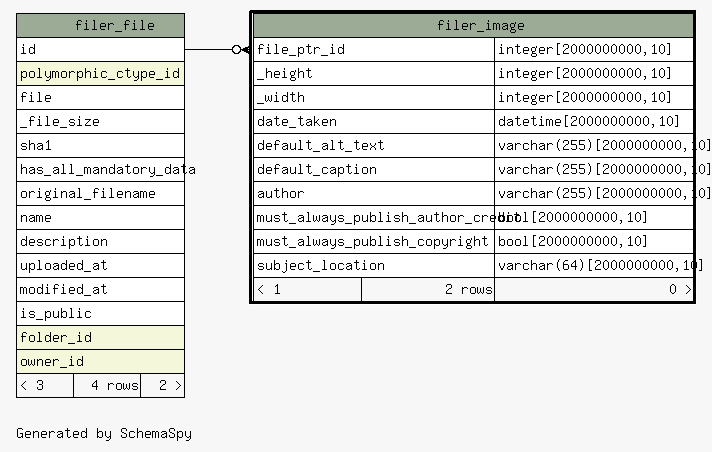 filer_file
id
polymorphic_ctype_id
file
_file_size
sha1
has_all_mandatory_data
original_filename
name
description
uploaded_at
modified_at
is_public
folder_id
owner_id
< 3 4 rows 2 >
filer_image
file_ptr_id integer[2000000000,10]
_height integer[2000000000,10]
_width integer[2000000000,10]
date_taken datetime[2000000000,10]
default_alt_text varchar(255)[2000000000,10]
default_caption varchar(255)[2000000000,10]
author varchar(255)[2000000000,10]
must_always_publish_author_credit bool[2000000000,10]
must_always_publish_copyright bool[2000000000,10]
subject_location varchar(64)[2000000000,10]
< 1 2 rows 0 >
Generated by SchemaSpy